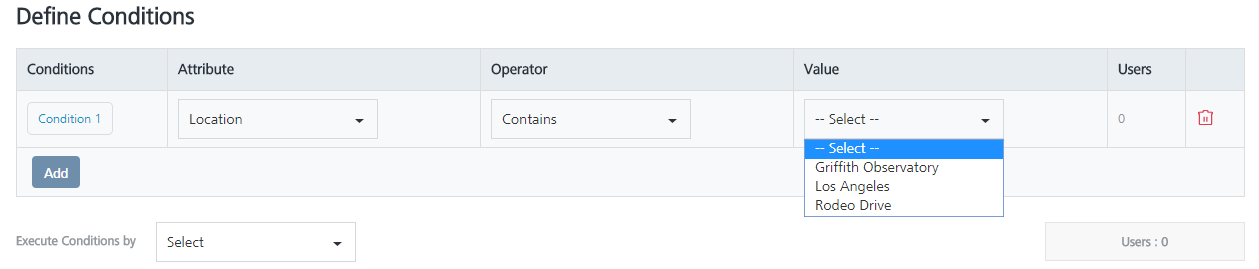 Define Conditions
Conditions Attribute Operator Value Users
Condition 1 Location Contains -- Select -- 0
-- Select --
Griffith Observatory
Los Angeles
Rodeo Drive
Add
Execute Conditions by Select Users : 0